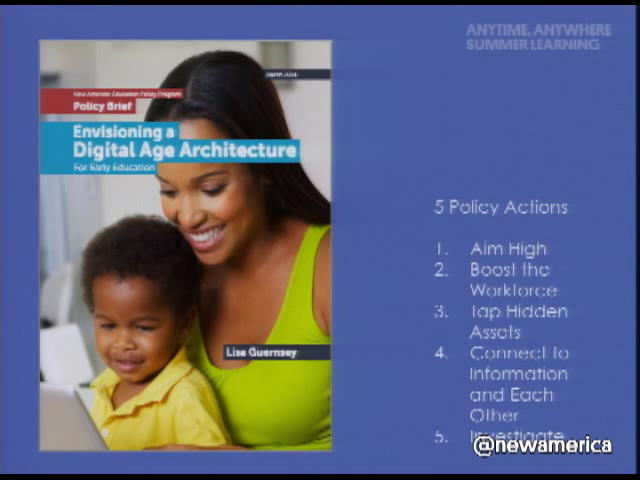 ANYTIME, ANYWHERE
SUMMER LEARNING
New America Education Policy Program
Policy Brief
Envisioning a
Digital Age Architecture
For Early Education
Lisa Guernsey
5 Policy Actions
1. Aim High
2. Boost the
Workforce
3. Tap Hidden
Assets
4. Connect to
Information
and Each
Other
5. Investigate
@newamerica